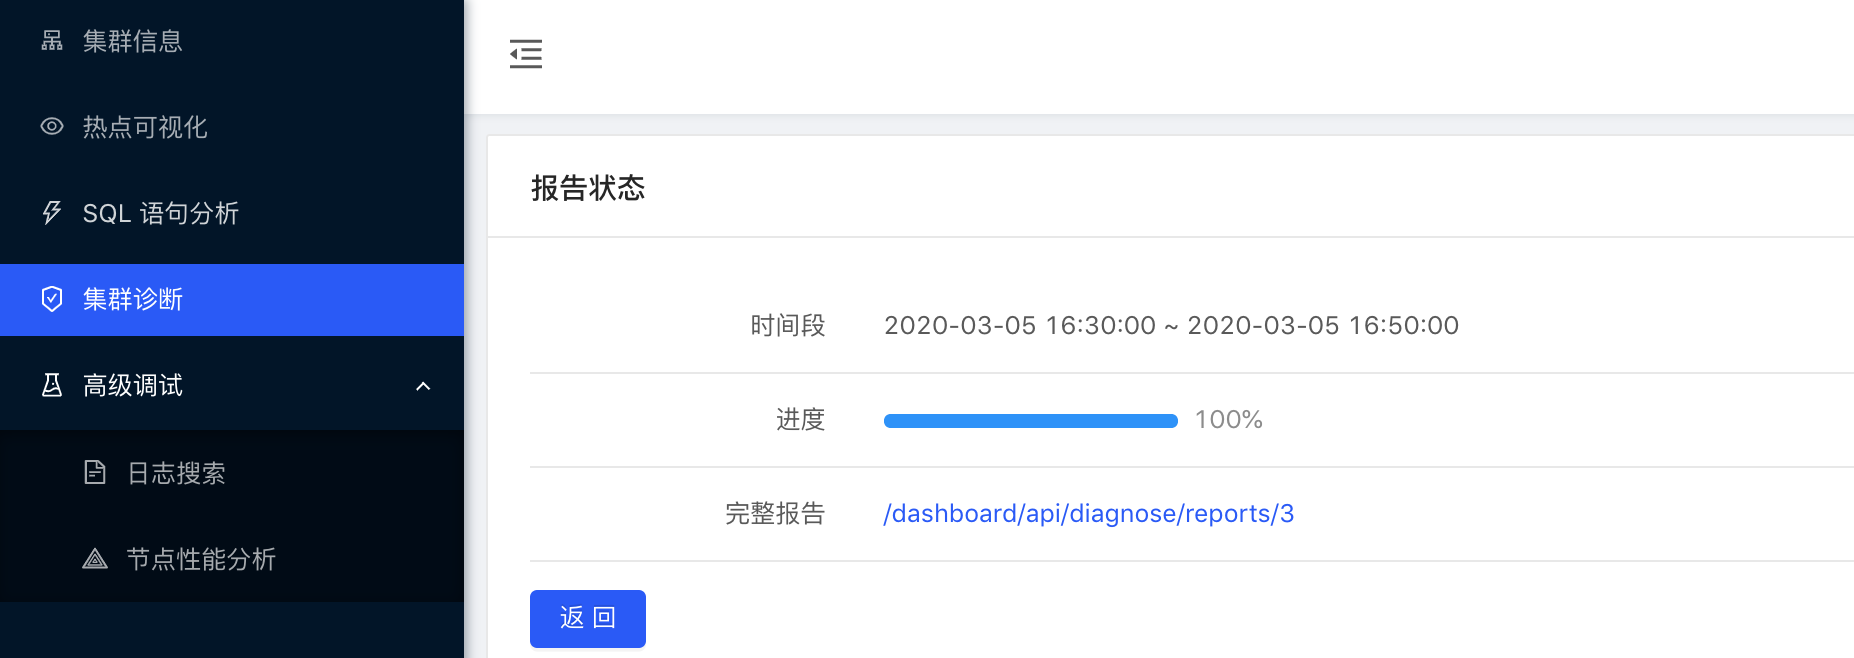 集群信息
热点可视化
SQL 语句分析
集群诊断
高级调试
日志搜索
节点性能分析
报告状态
时间段 2020-03-05 16:30:00 ~ 2020-03-05 16:50:00
进度 100%
完整报告 /dashboard/api/diagnose/reports/3
返 回